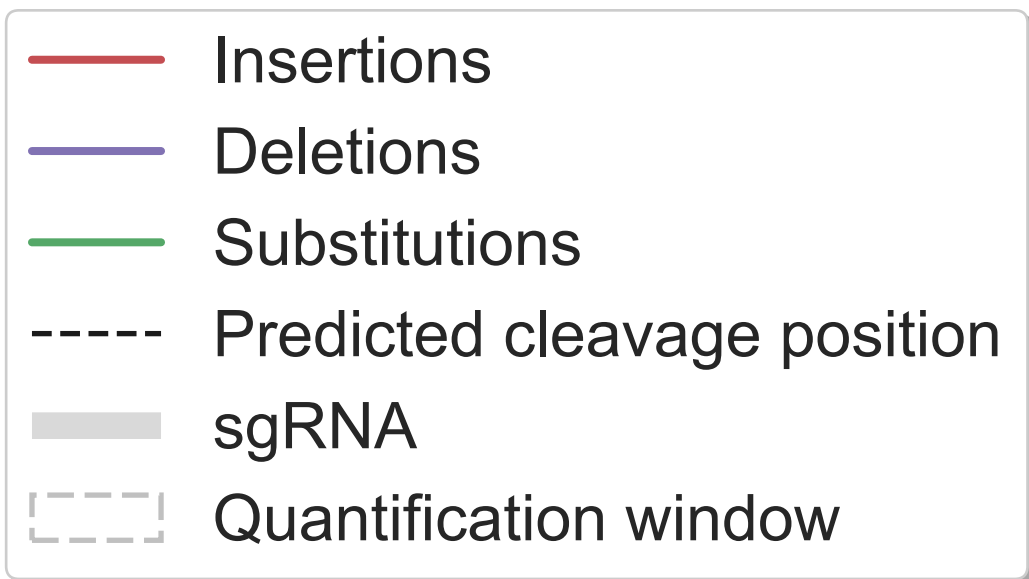 Insertions
Deletions
Substitutions
Predicted cleavage position
sgRNA
Quantification window